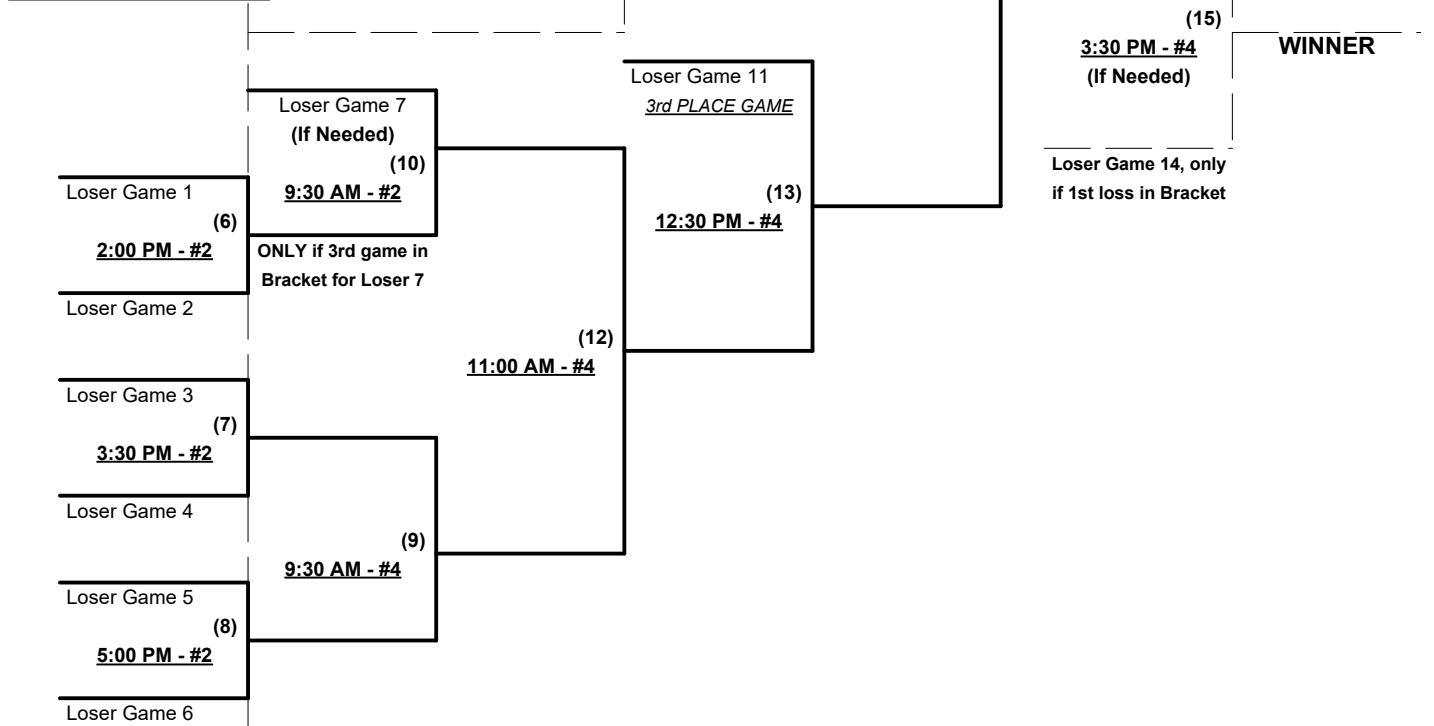 (15)
3:30 PM - #4
WINNER
(If Needed)
Loser Game 11
3rd PLACE GAME
Loser Game 7
(If Needed)
(10)
9:30 AM - #2
Loser Game 14, only
if 1st loss in Bracket
Loser Game 1
(6)
2:00 PM - #2
(13)
12:30 PM - #4
ONLY if 3rd game in
Bracket for Loser 7
Loser Game 2
(12)
11:00 AM - #4
Loser Game 3
(7)
3:30 PM - #2
Loser Game 4
(9)
9:30 AM - #4
Loser Game 5
(8)
5:00 PM - #2
Loser Game 6